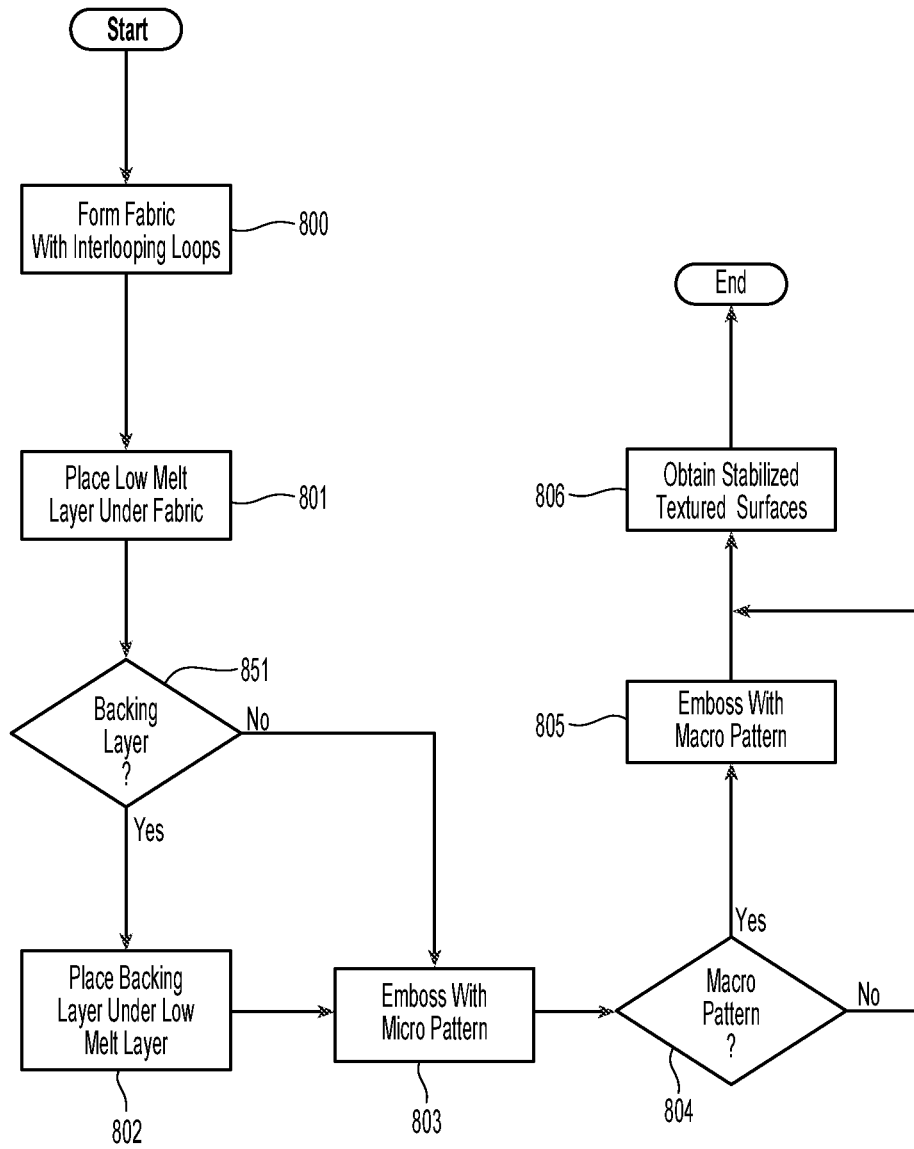 Start
Form Fabric
With Interlooping Loops
800
Place Low Melt
Layer Under Fabric
801
851
Backing
Layer
?
No
Yes
Place Backing
Layer Under Low
Melt Layer
802
Emboss With
Micro Pattern
803
Macro
Pattern
?
804
No
Yes
Emboss With
Macro Pattern
805
Obtain Stabilized
Textured Surfaces
806
End